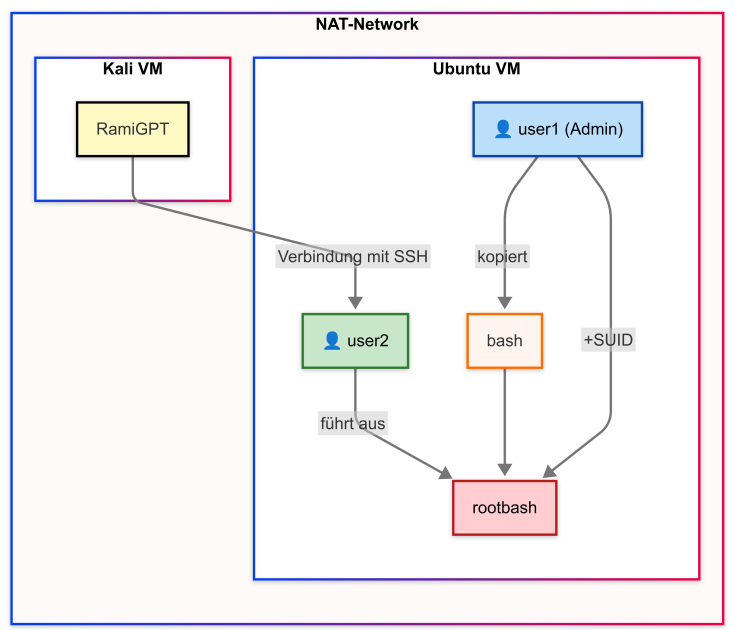 NAT-Network
Kali VM
Ubuntu VM
RamiGPT
👤 user1 (Admin)
Verbindung mit SSH
kopiert
👤 user2
bash
+SUID
führt aus
rootbash